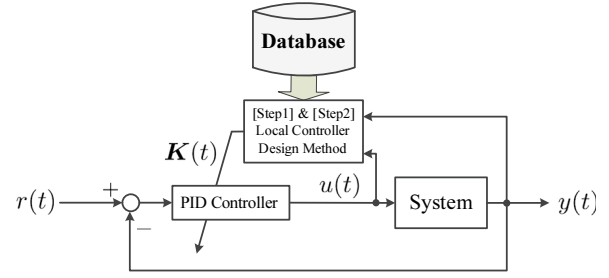 Database
[Step1] & [Step2]
Local Controller
Design Method
K(t)
r(t)
+
−
PID Controller
u(t)
System
y(t)